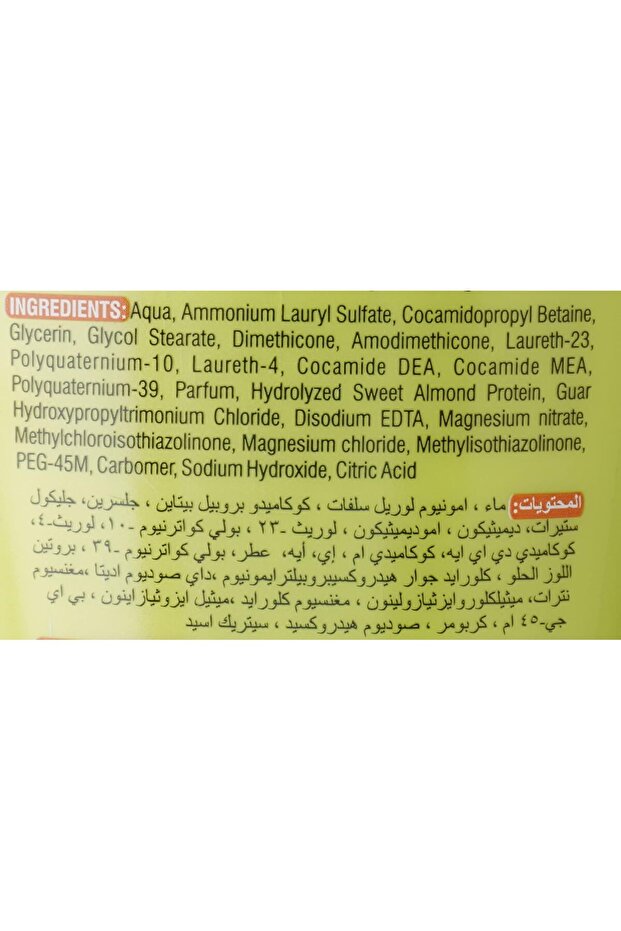 INGREDIENTS: Aqua, Ammonium Lauryl Sulfate, Cocamidopropyl Betaine,
Glycerin, Glycol Stearate, Dimethicone, Amodimethicone, Laureth-23,
Polyquaternium-10, Laureth-4, Cocamide DEA, Cocamide MEA,
Polyquaternium-39, Parfum, Hydrolyzed Sweet Almond Protein, Guar
Hydroxypropyltrimonium Chloride, Disodium EDTA, Magnesium nitrate,
Methylchloroisothiazolinone, Magnesium chloride, Methylisothiazolinone,
PEG-45M, Carbomer, Sodium Hydroxide, Citric Acid
المحتويات: ماء ، امونيوم لوريل سلفات ، كوكاميدو بروبيل بيتاين ، جلسرين، جليكول
ستيرات، ديميثيكون ، اموديميثيكون ، لوريث -٢٣ ، بولي كواترنيوم -١٠، لوريث-٤،
كوكاميدي دي اي ايه، كوكاميدي ام ، إي، أيه، عطر، بولي كواترنيوم -٣٩ ، بروتين
اللوز الحلو ، كلورايد جوار هيدروكسيبروبيلترايمونيوم ،داي صوديوم اديتا ، مغنسيوم
نترات، ميثيلكلوروايزثيازولينون ، مغنسيوم كلورايد ،ميثيل ايزوثيازاينون ، بي اي
جي-٤٥ ام ، كربومر ، صوديوم هيدروكسيد ، سيتريك اسيد